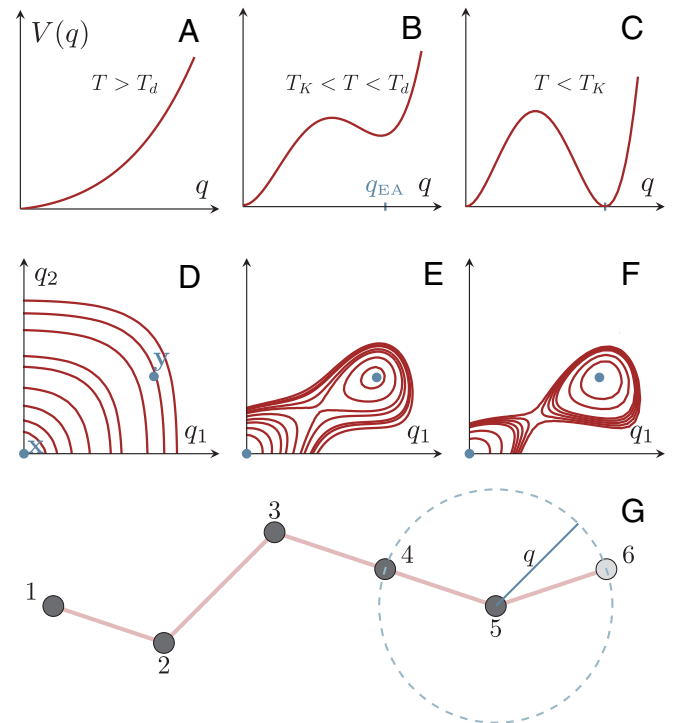 V(q) A B C
T > T_d T_K < T < T_d T < T_K
q q_EA q q
q_2 D E F
y
x q_1 q_1 q_1
G
3
4 q 6
1
5
2